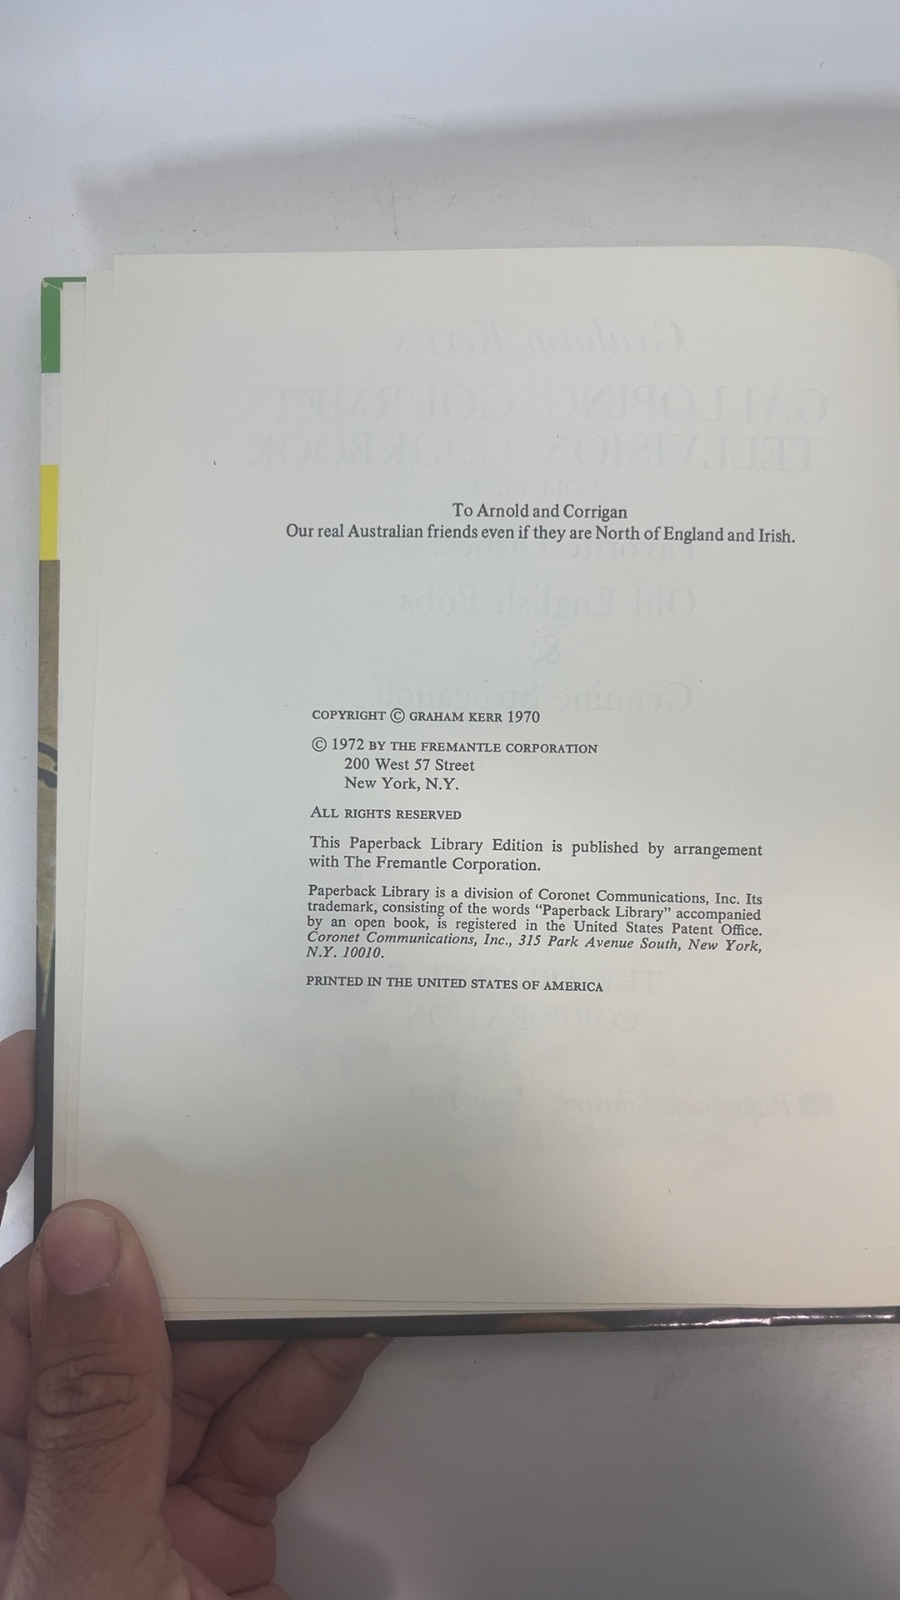 To Arnold and Corrigan
Our real Australian friends even if they are North of England and Irish.
COPYRIGHT © GRAHAM KERR 1970
© 1972 BY THE FREMANTLE CORPORATION
200 West 57 Street
New York, N.Y.
ALL RIGHTS RESERVED
This Paperback Library Edition is published by arrangement
with The Fremantle Corporation.
Paperback Library is a division of Coronet Communications, Inc. Its
trademark, consisting of the words "Paperback Library" accompanied
by an open book, is registered in the United States Patent Office.
Coronet Communications, Inc., 315 Park Avenue South, New York,
N.Y. 10010.
PRINTED IN THE UNITED STATES OF AMERICA